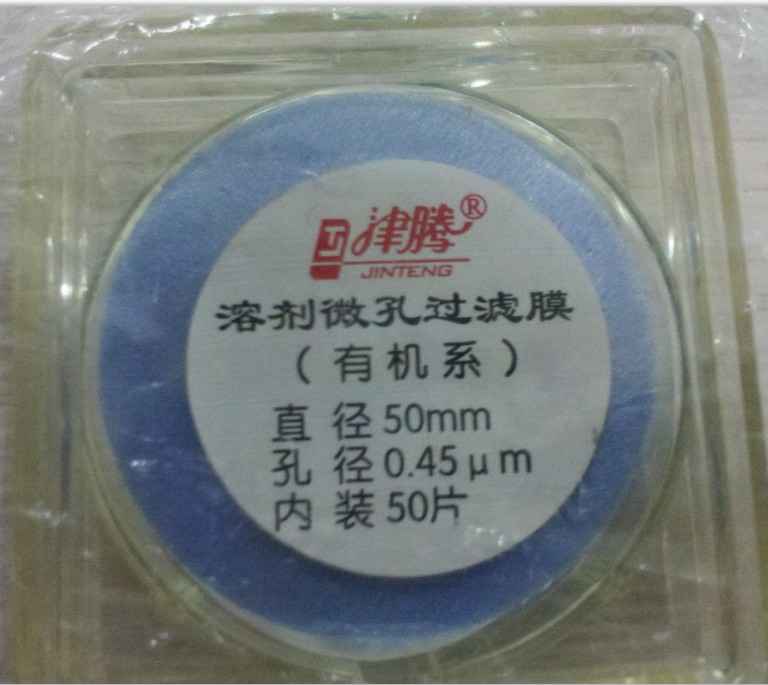 津腾®
JINTENG
溶剂微孔过滤膜
（有机系）
直 径 50mm
孔 径 0.45μm
内 装 50片